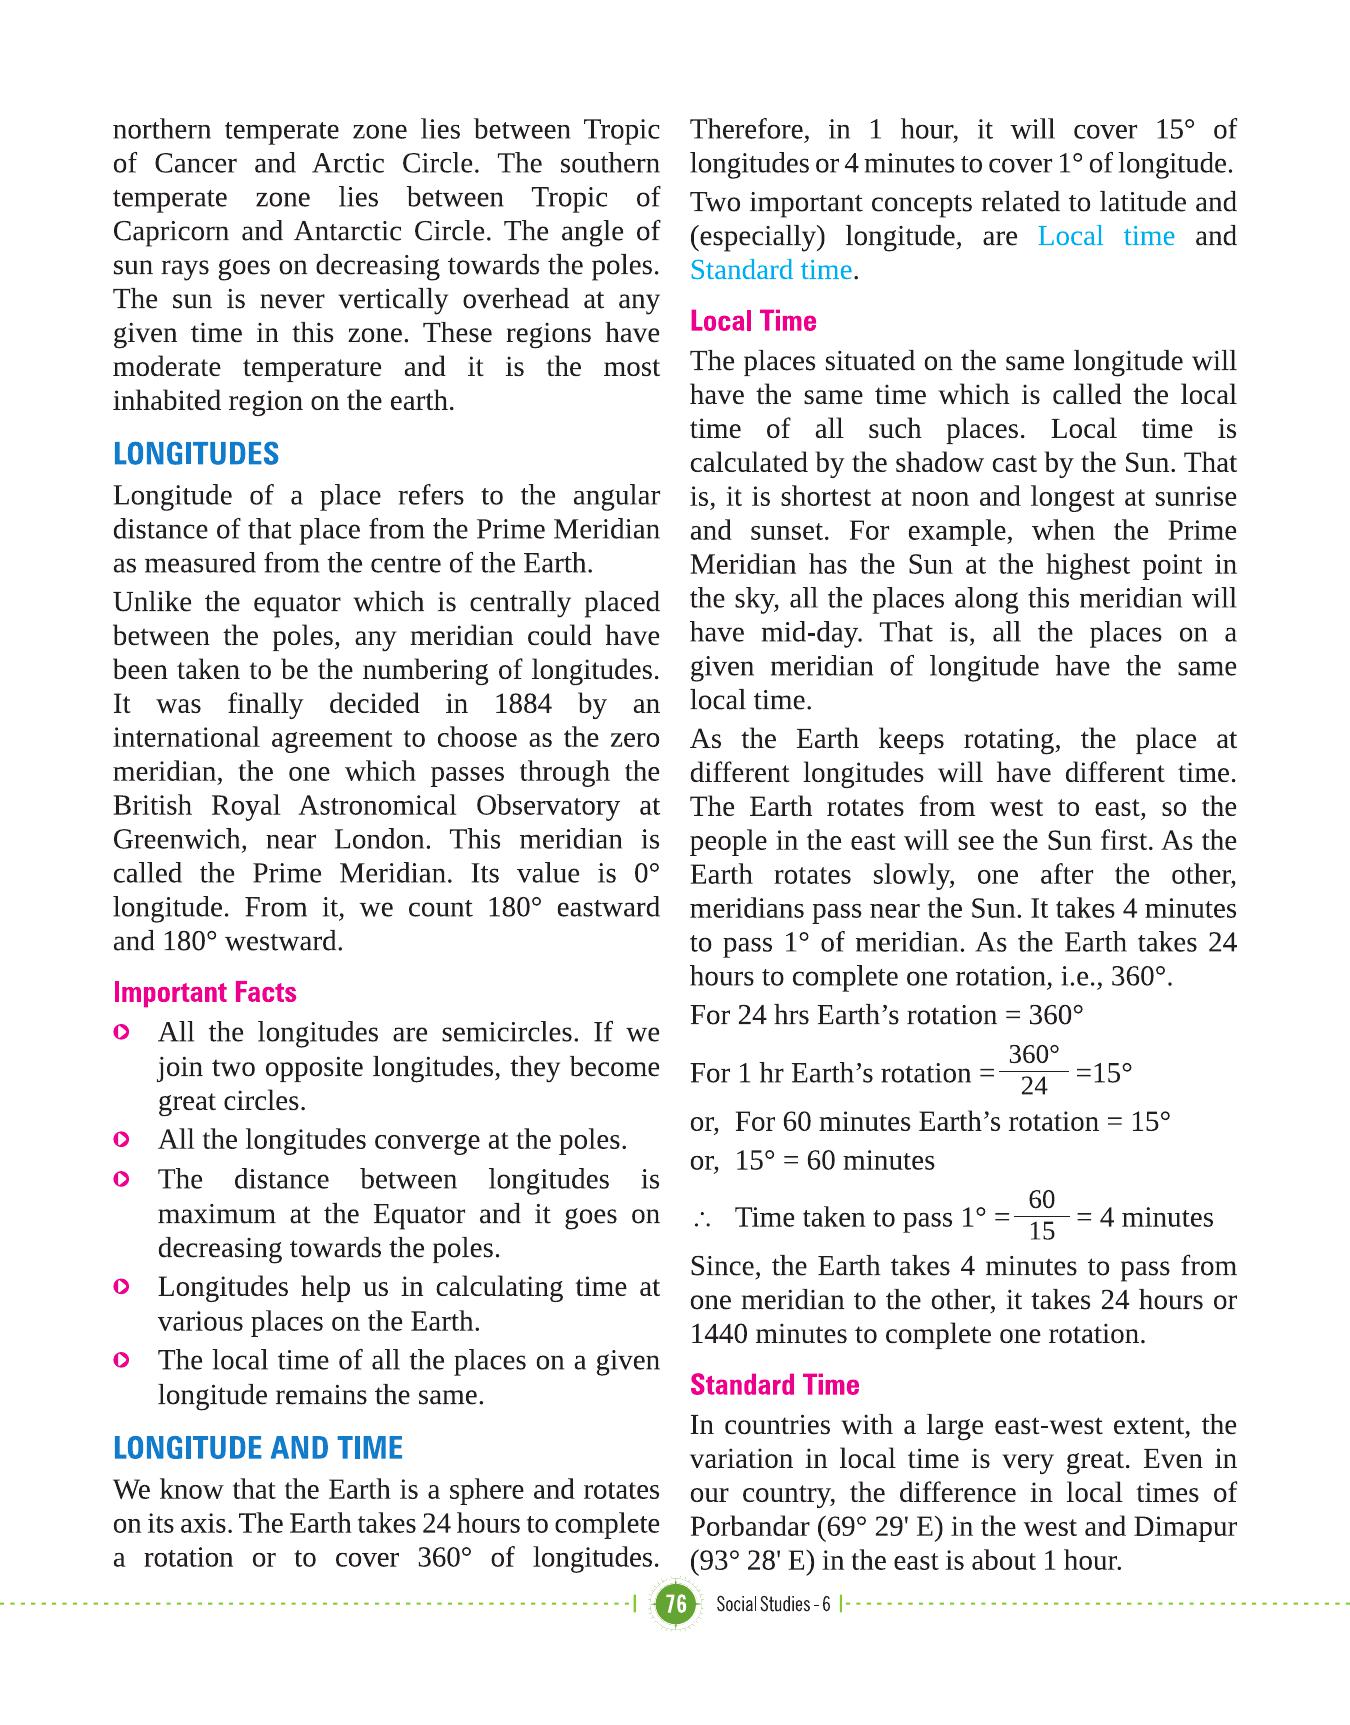 northern temperate zone lies between Tropic
of Cancer and Arctic Circle. The southern
temperate zone lies between Tropic of
Capricorn and Antarctic Circle. The angle of
sun rays goes on decreasing towards the poles.
The sun is never vertically overhead at any
given time in this zone. These regions have
moderate temperature and it is the most
inhabited region on the earth.
LONGITUDES
Longitude of a place refers to the angular
distance of that place from the Prime Meridian
as measured from the centre of the Earth.
Unlike the equator which is centrally placed
between the poles, any meridian could have
been taken to be the numbering of longitudes.
It was finally decided in 1884 by an
international agreement to choose as the zero
meridian, the one which passes through the
British Royal Astronomical Observatory at
Greenwich, near London. This meridian is
called the Prime Meridian. Its value is 0°
longitude. From it, we count 180° eastward
and 180° westward.
Important Facts
All the longitudes are semicircles. If we
join two opposite longitudes, they become
great circles.
All the longitudes converge at the poles.
The distance between longitudes is
maximum at the Equator and it goes on
decreasing towards the poles.
Longitudes help us in calculating time at
various places on the Earth.
The local time of all the places on a given
longitude remains the same.
LONGITUDE AND TIME
We know that the Earth is a sphere and rotates
on its axis. The Earth takes 24 hours to complete
a rotation or to cover 360° of longitudes.
Therefore, in 1 hour, it will cover 15° of
longitudes or 4 minutes to cover 1° of longitude.
Two important concepts related to latitude and
(especially) longitude, are Local time and
Standard time.
Local Time
The places situated on the same longitude will
have the same time which is called the local
time of all such places. Local time is
calculated by the shadow cast by the Sun. That
is, it is shortest at noon and longest at sunrise
and sunset. For example, when the Prime
Meridian has the Sun at the highest point in
the sky, all the places along this meridian will
have mid-day. That is, all the places on a
given meridian of longitude have the same
local time.
As the Earth keeps rotating, the place at
different longitudes will have different time.
The Earth rotates from west to east, so the
people in the east will see the Sun first. As the
Earth rotates slowly, one after the other,
meridians pass near the Sun. It takes 4 minutes
to pass 1° of meridian. As the Earth takes 24
hours to complete one rotation, i.e., 360°.
For 24 hrs Earth’s rotation = 360°
For 1 hr Earth’s rotation = 360°/24 =15°
or, For 60 minutes Earth’s rotation = 15°
or, 15° = 60 minutes
∴ Time taken to pass 1° = 60/15 = 4 minutes
Since, the Earth takes 4 minutes to pass from
one meridian to the other, it takes 24 hours or
1440 minutes to complete one rotation.
Standard Time
In countries with a large east-west extent, the
variation in local time is very great. Even in
our country, the difference in local times of
Porbandar (69° 29' E) in the west and Dimapur
(93° 28' E) in the east is about 1 hour.
76 Social Studies - 6